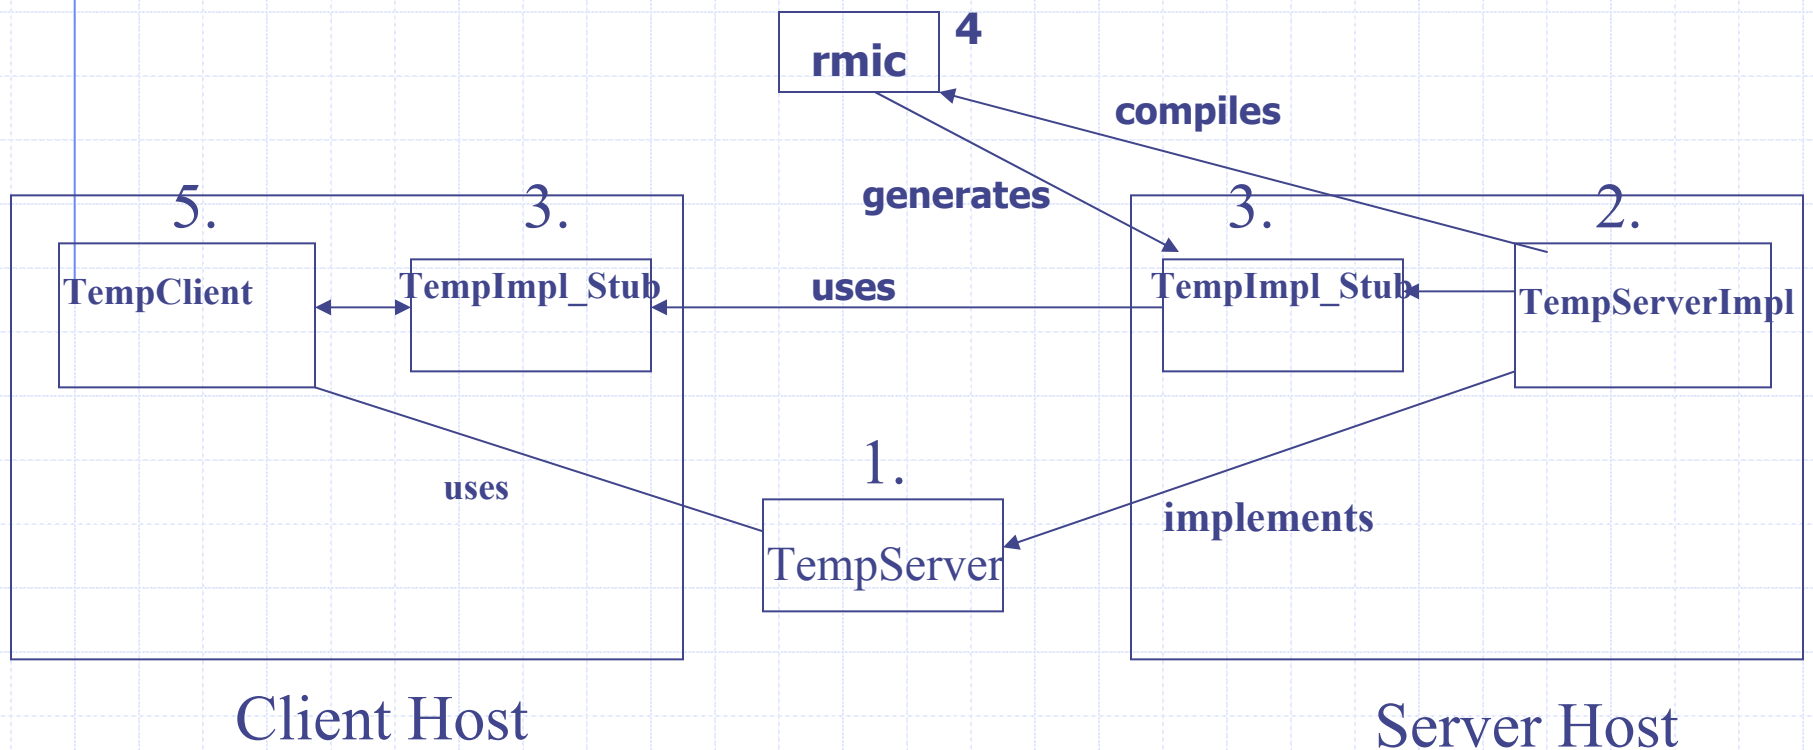 4
rmic
compiles
generates
5.
3.
3.
2.
TempClient
TempImpl_Stub
uses
TempImpl_Stub
TempServerImpl
1.
uses
implements
TempServer
Client Host
Server Host